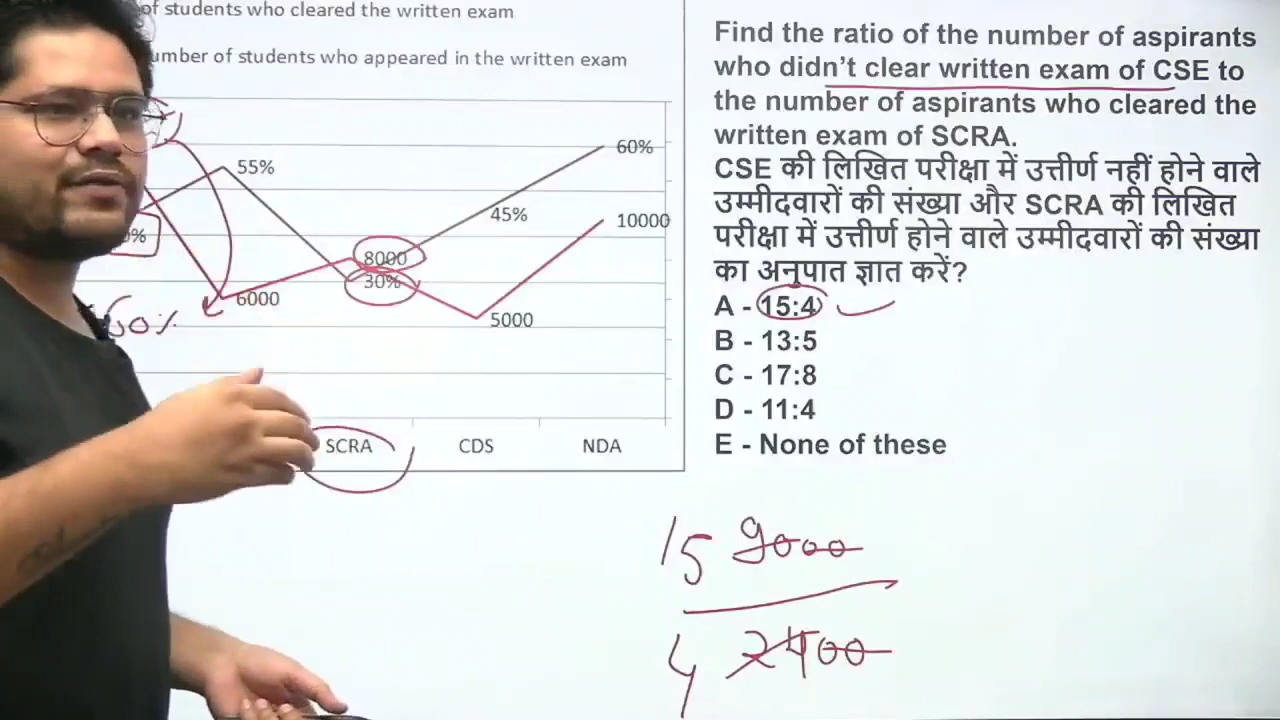 of students who cleared the written exam
umber of students who appeared in the written exam
55%
60%
45%
10000
8000
30%
0%
6000
5000
60%
SCRA CDS NDA
Find the ratio of the number of aspirants
who didn't clear written exam of CSE to
the number of aspirants who cleared the
written exam of SCRA.
CSE की लिखित परीक्षा में उत्तीर्ण नहीं होने वाले
उम्मीदवारों की संख्या और SCRA की लिखित
परीक्षा में उत्तीर्ण होने वाले उम्मीदवारों की संख्या
का अनुपात ज्ञात करें?
A - 15:4
B - 13:5
C - 17:8
D - 11:4
E - None of these
15 9000
4 2400